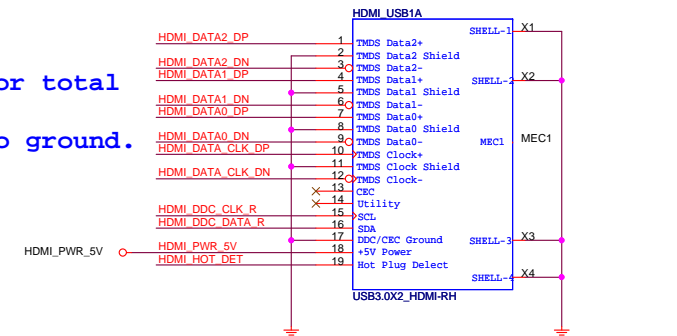 HDMI_USB1A
SHELL-1 X1
HDMI_DATA2_DP 1 TMDS Data2+
2 TMDS Data2 Shield
HDMI_DATA2_DN 3 TMDS Data2-
HDMI_DATA1_DP 4 TMDS Data1+
SHELL-2 X2
or total
5 TMDS Data1 Shield
HDMI_DATA1_DN 6 TMDS Data1-
HDMI_DATA0_DP 7 TMDS Data0+
8 TMDS Data0 Shield
o ground.
HDMI_DATA0_DN 9 TMDS Data0-
MEC1 MEC1
HDMI_DATA_CLK_DP 10 TMDS Clock+
11 TMDS Clock Shield
HDMI_DATA_CLK_DN 12 TMDS Clock-
13 CEC
14 Utility
HDMI_DDC_CLK_R 15 SCL
HDMI_DDC_DATA_R 16 SDA
17 DDC/CEC Ground
SHELL-3 X3
HDMI_PWR_5V HDMI_PWR_5V 18 +5V Power
HDMI_HOT_DET 19 Hot Plug Delect
SHELL-4 X4
USB3.0X2_HDMI-RH